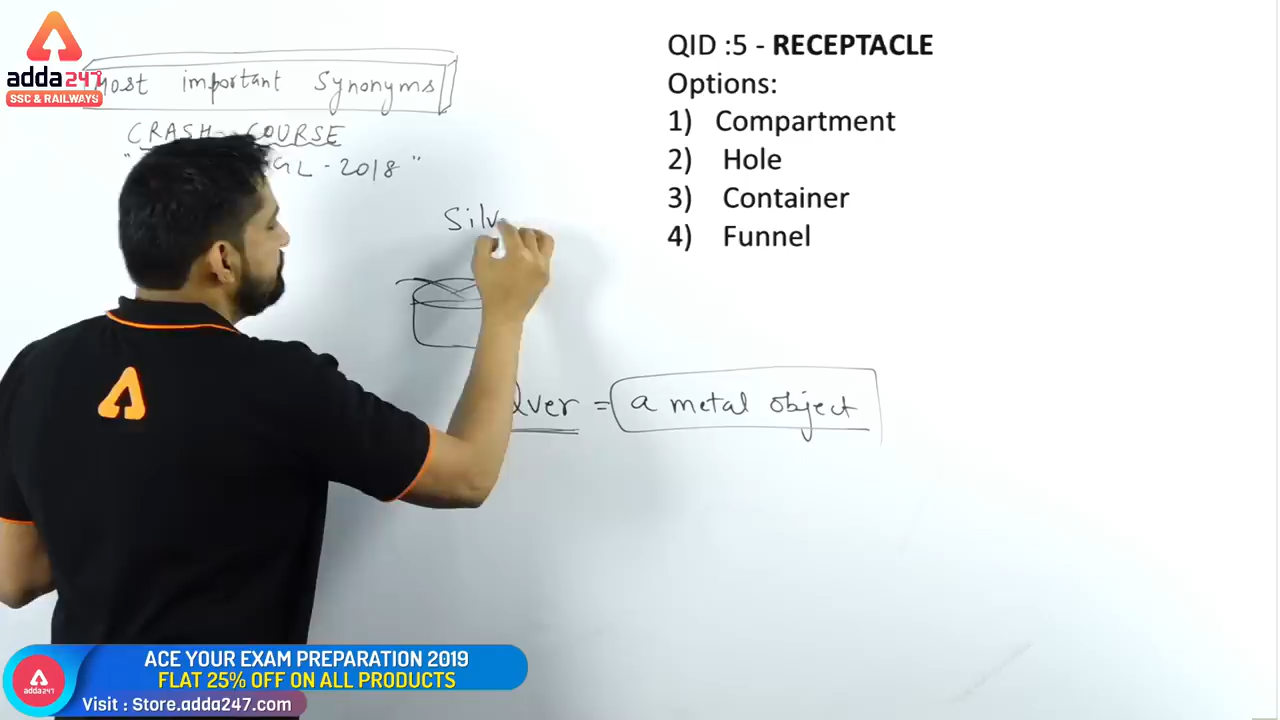 adda247
SSC & RAILWAYS
Most important Synonyms
CRASH COURSE
GL - 2018 "
Silv
lver = a metal object
QID :5 - RECEPTACLE
Options:
1) Compartment
2) Hole
3) Container
4) Funnel
adda247
ACE YOUR EXAM PREPARATION 2019
FLAT 25% OFF ON ALL PRODUCTS
Visit : Store.adda247.com